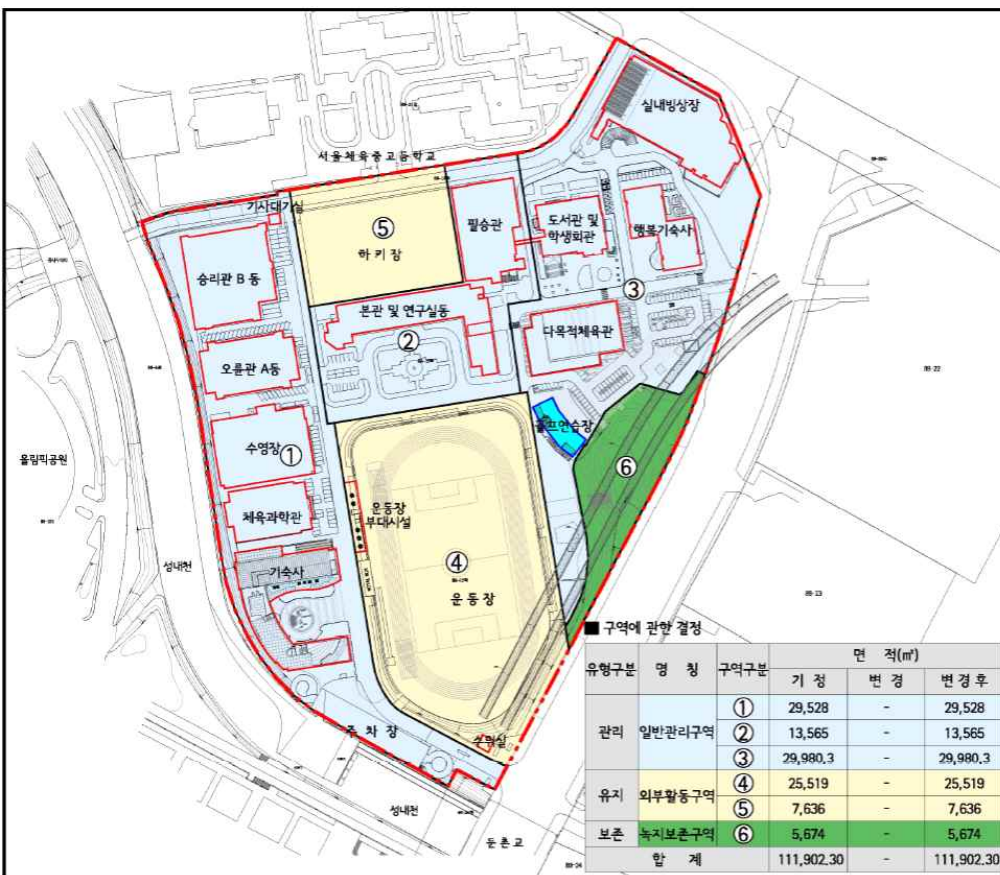 실내빙상장
서울체육중고등학교
기사대기실
⑤
하키장
필승관
도서관 및
학생회관
행복기숙사
승리관 B 동
③
본관 및 연구실동
②
다목적체육관
오륜관 A동
골프연습장
수영장
①
⑥
올림픽공원
체육과학관
운동장
부대시설
④
운동장
성내천
기숙사
주차장
수위실
성내천
둔촌교
88-22
88-23
88-24
■ 구역에 관한 결정
유형구분 명 칭 구역구분 면 적(㎡)
기 정 변 경 변경후
관리 일반관리구역 ① 29,528 - 29,528
② 13,565 - 13,565
③ 29,980.3 - 29,980.3
유지 외부활동구역 ④ 25,519 - 25,519
⑤ 7,636 - 7,636
보존 녹지보존구역 ⑥ 5,674 - 5,674
합 계 111,902.30 - 111,902.30